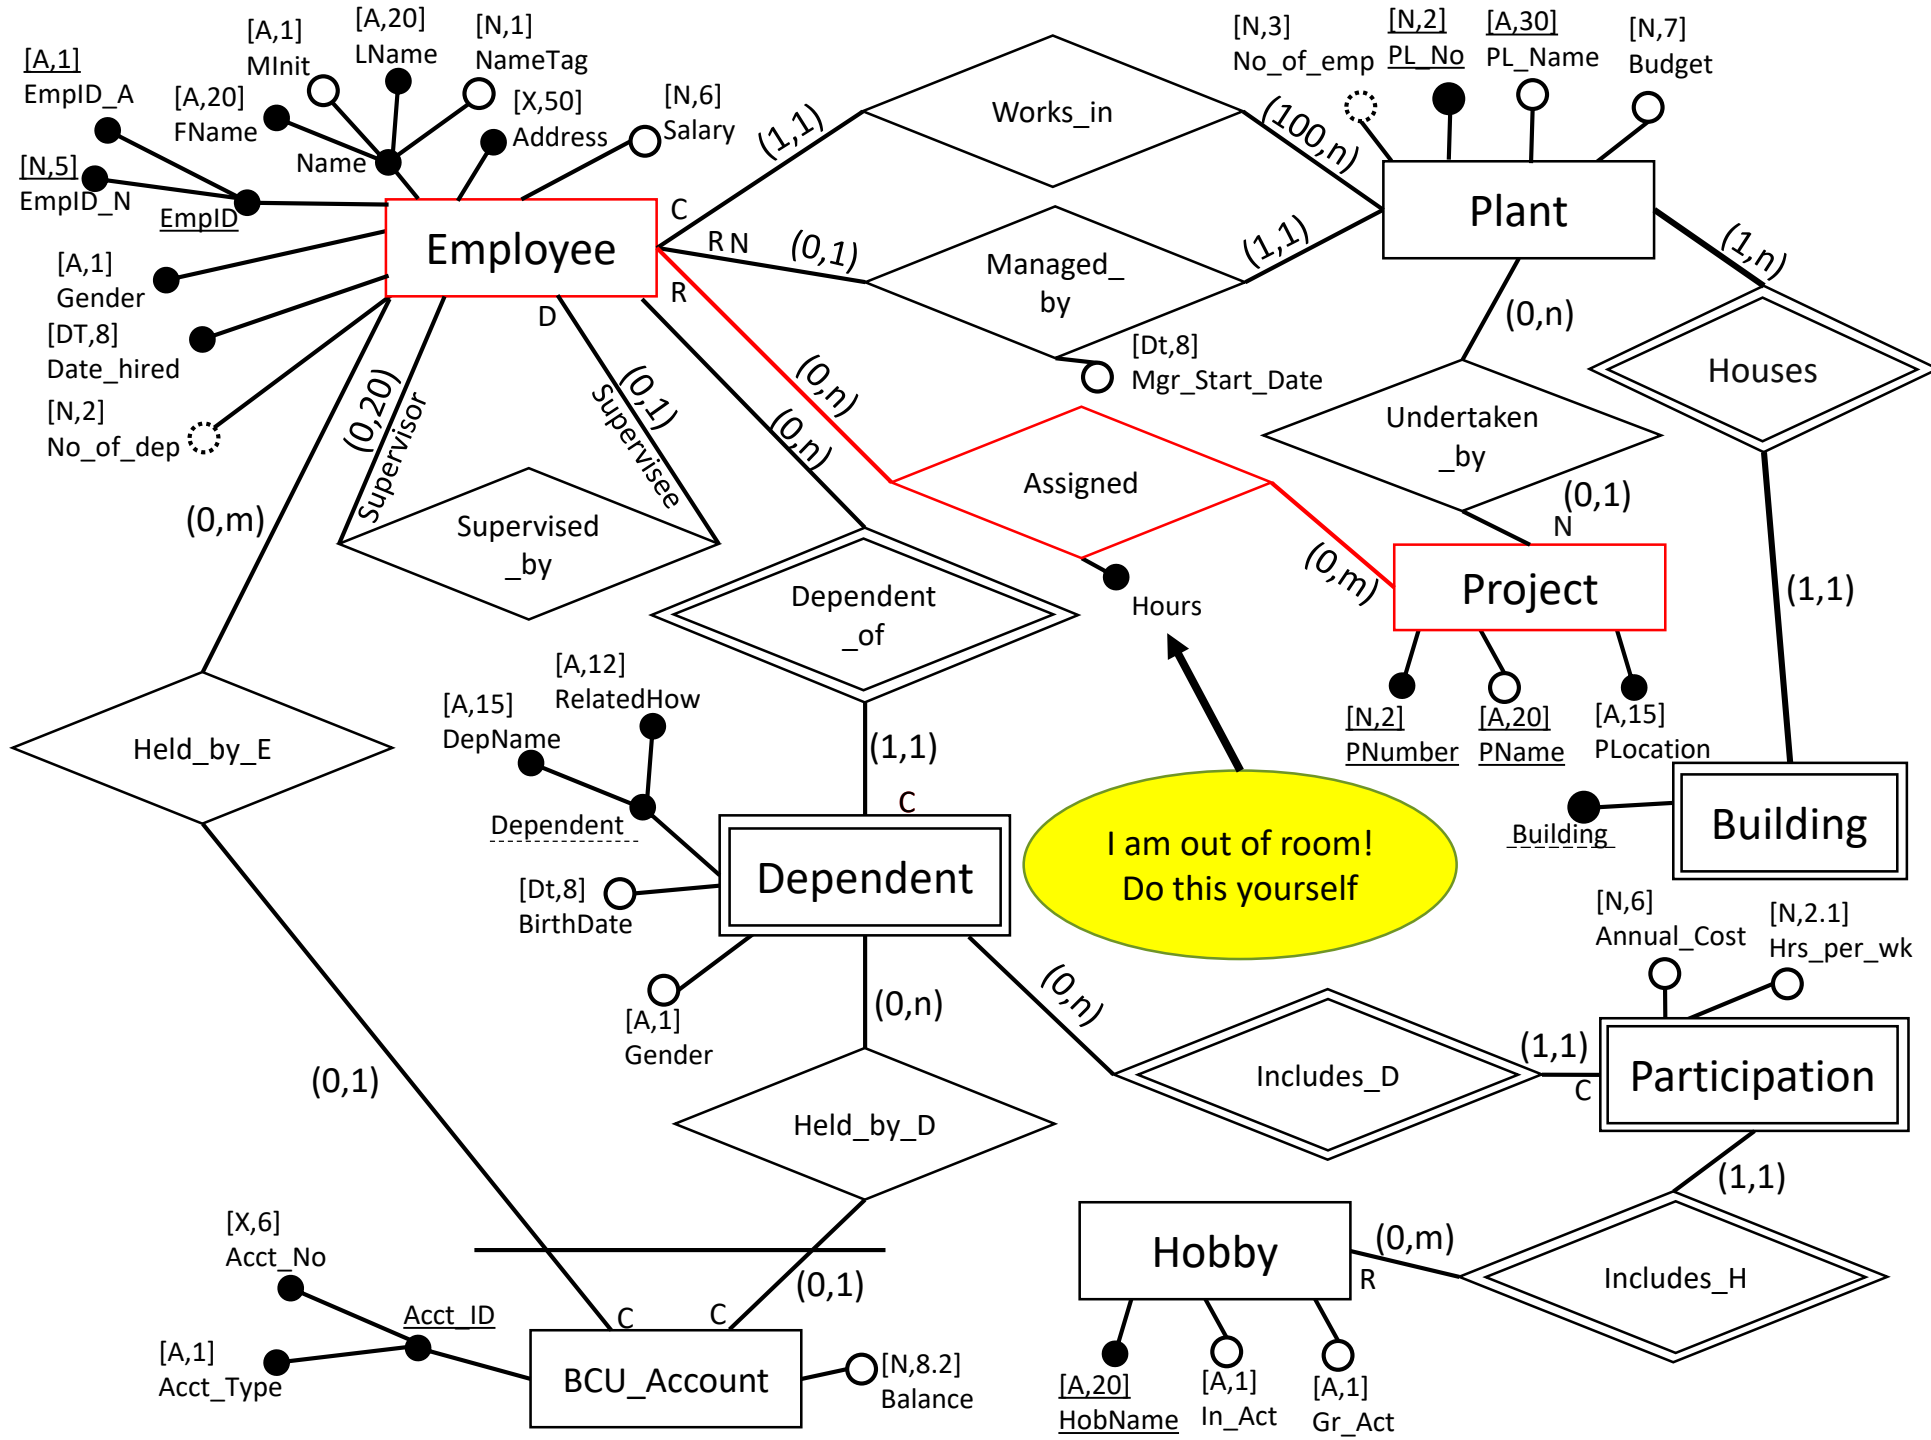 [A,1]
EmpID_A
[N,5]
EmpID_N
EmpID
[A,20]
FName
[A,1]
MInit
[A,20]
LName
[N,1]
NameTag
Name
[X,50]
Address
[N,6]
Salary
[A,1]
Gender
[DT,8]
Date_hired
[N,2]
No_of_dep
Employee
C
R N
R
D
(1,1)
Works_in
(100,n)
(0,1)
Managed_
by
(1,1)
[Dt,8]
Mgr_Start_Date
[N,3]
No_of_emp
[N,2]
PL_No
[A,30]
PL_Name
[N,7]
Budget
Plant
(1,n)
Houses
(1,1)
Building
Building
(0,n)
Undertaken
_by
(0,1)
N
Project
[N,2]
PNumber
[A,20]
PName
[A,15]
PLocation
(0,n)
Assigned
(0,m)
Hours
I am out of room!
Do this yourself
(0,20)
Supervisor
(0,1)
Supervisee
Supervised
_by
(0,n)
Dependent
_of
(1,1)
C
(0,m)
Held_by_E
(0,1)
[A,15]
DepName
[A,12]
RelatedHow
Dependent
[Dt,8]
BirthDate
[A,1]
Gender
Dependent
(0,n)
Held_by_D
(0,1)
(0,n)
Includes_D
(1,1)
C
[N,6]
Annual_Cost
[N,2.1]
Hrs_per_wk
Participation
(1,1)
Includes_H
(0,m)
R
Hobby
[A,20]
HobName
[A,1]
In_Act
[A,1]
Gr_Act
C
C
[X,6]
Acct_No
[A,1]
Acct_Type
Acct_ID
BCU_Account
[N,8.2]
Balance